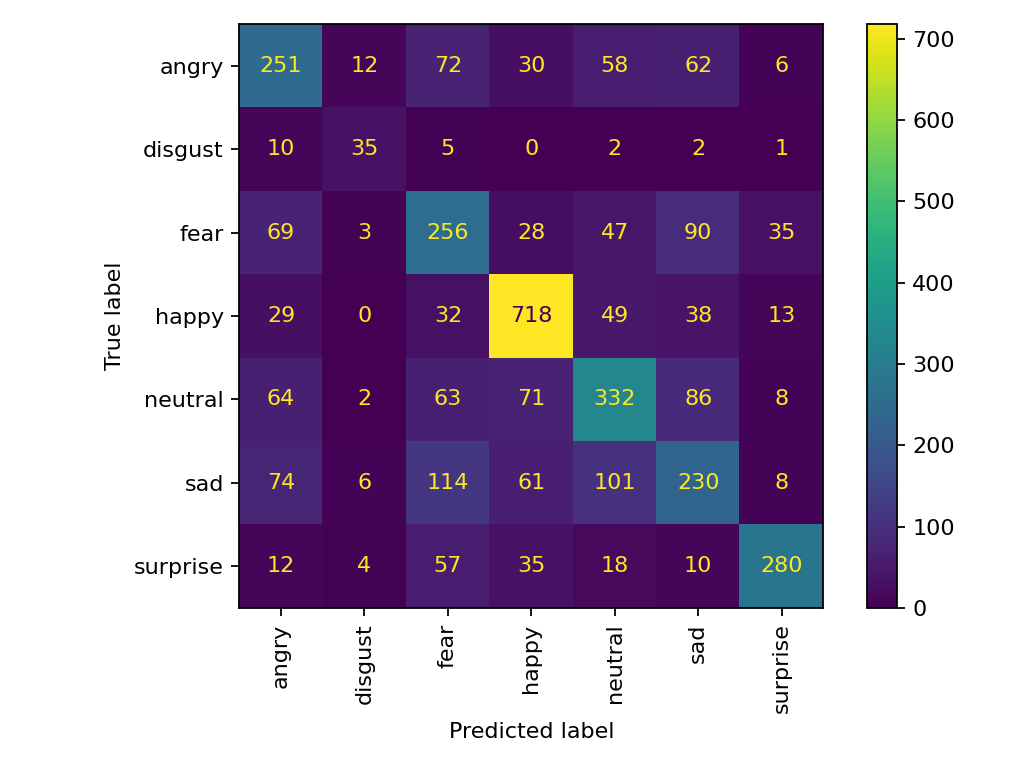 angry 251 12 72 30 58 62 6
disgust 10 35 5 0 2 2 1
fear 69 3 256 28 47 90 35
happy 29 0 32 718 49 38 13
neutral 64 2 63 71 332 86 8
sad 74 6 114 61 101 230 8
surprise 12 4 57 35 18 10 280
True label
angry disgust fear happy neutral sad surprise
Predicted label
700
600
500
400
300
200
100
0